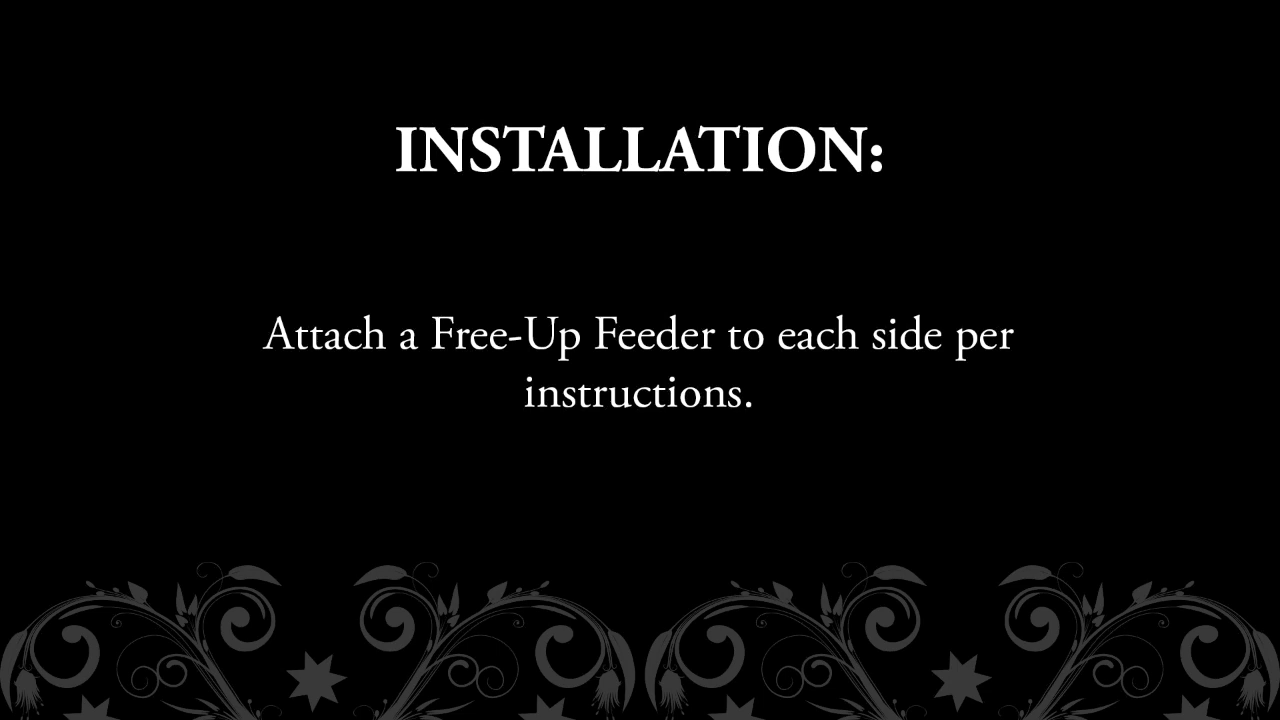 INSTALLATION:
Attach a Free-Up Feeder to each side per
instructions.